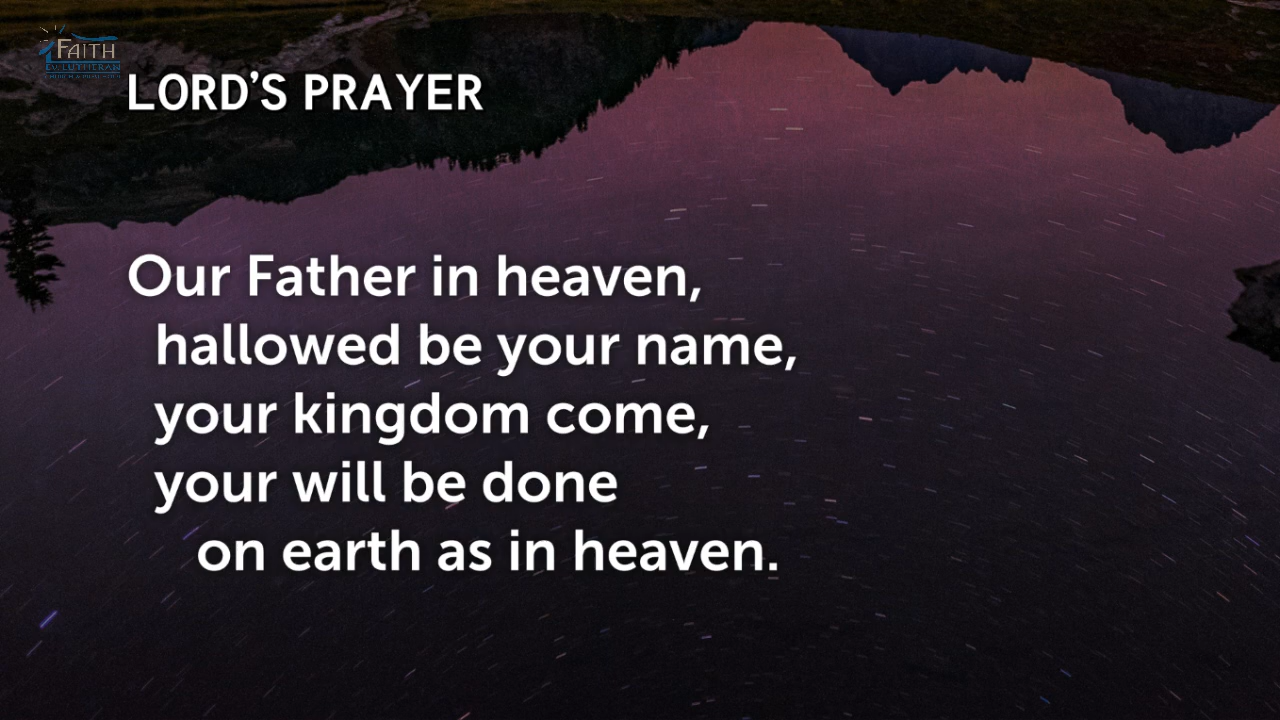 FAITH
EV. LUTHERAN
LORD'S PRAYER
Our Father in heaven,
hallowed be your name,
your kingdom come,
your will be done
on earth as in heaven.